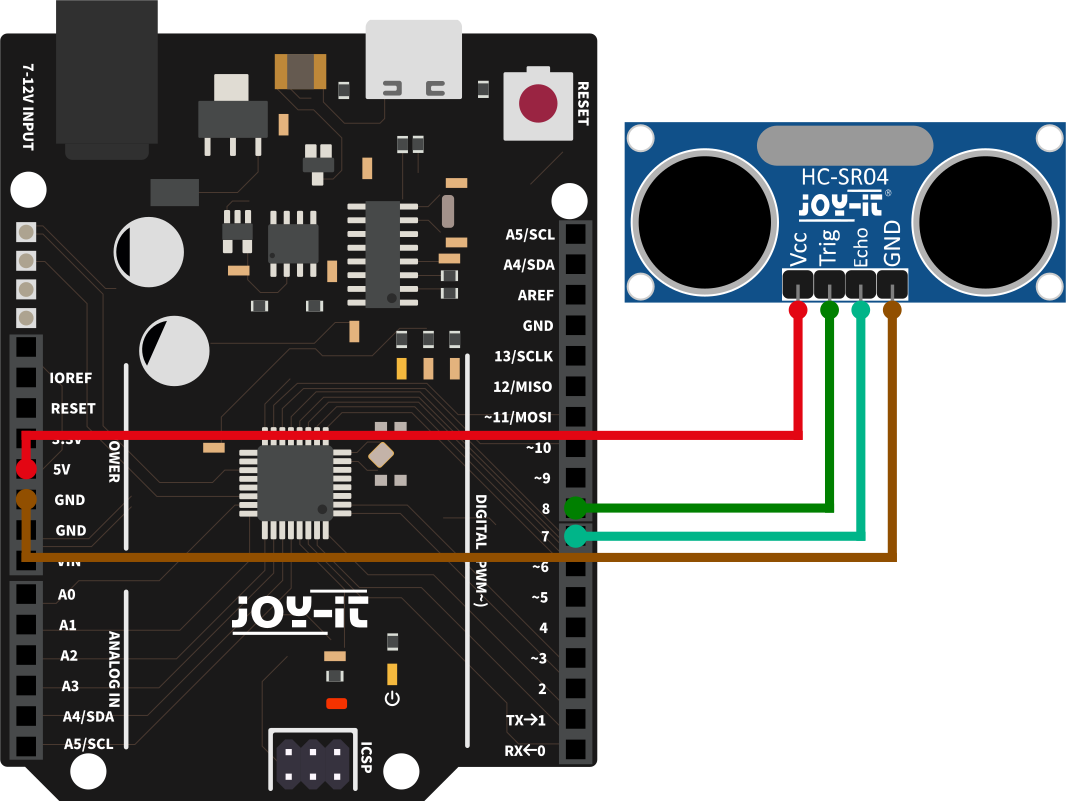 7-12V INPUT
RESET
IOREF
RESET
3.3V
5V
GND
GND
VIN
POWER
A0
A1
A2
A3
A4/SDA
A5/SCL
ANALOG IN
A5/SCL
A4/SDA
AREF
GND
13/SCLK
12/MISO
~11/MOSI
~10
~9
8
7
~6
~5
4
~3
2
TX→1
RX←0
DIGITAL (PWM~)
JOY-IT
ICSP
HC-SR04
JOY-IT®
Vcc
Trig
Echo
GND